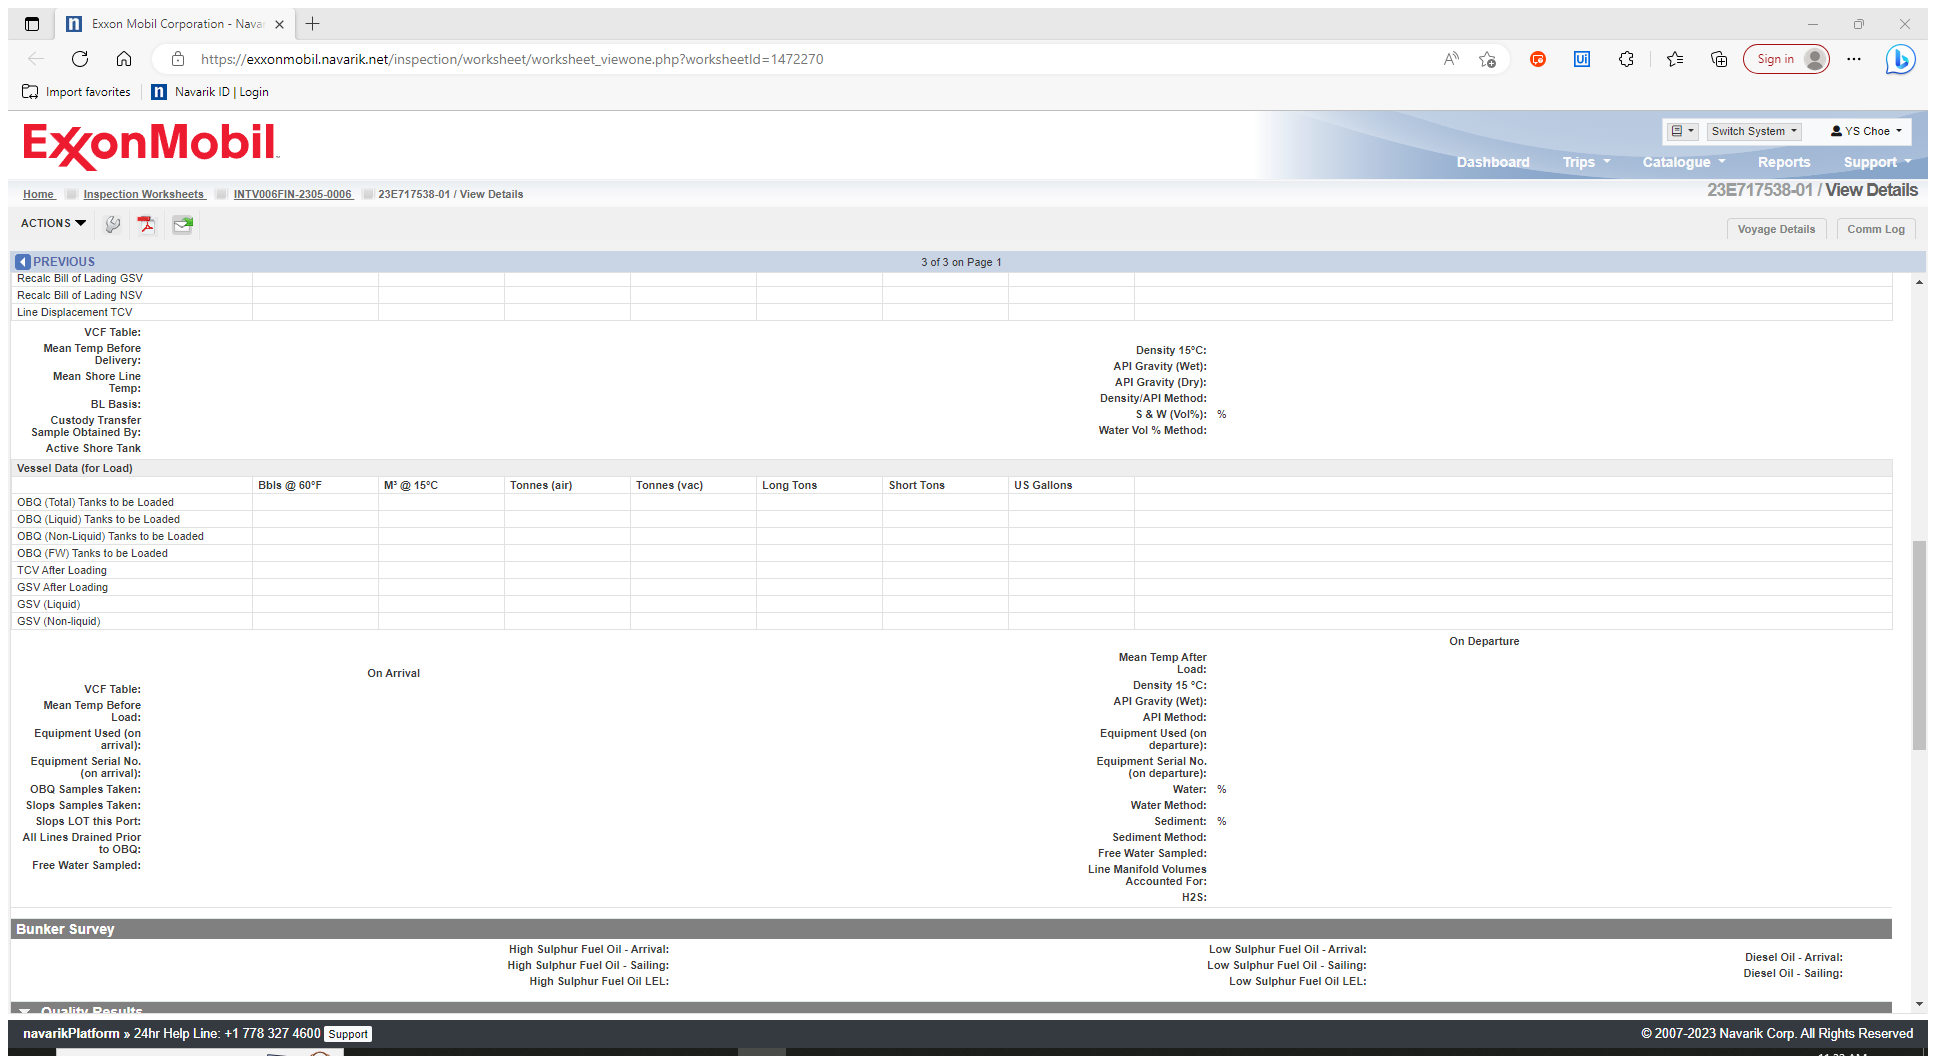 Exxon Mobil Corporation - Nava
https://exxonmobil.navarik.net/inspection/worksheet/worksheet_viewone.php?worksheetId=1472270
Sign in
Import favorites
Navarik ID | Login
ExxonMobil
Switch System
YS Choe
Dashboard Trips Catalogue Reports Support
Home Inspection Worksheets INTV006FIN-2305-0006 23E717538-01 / View Details
23E717538-01 / View Details
ACTIONS
Voyage Details Comm Log
PREVIOUS
3 of 3 on Page 1
Recalc Bill of Lading GSV
Recalc Bill of Lading NSV
Line Displacement TCV
VCF Table:
Mean Temp Before
Delivery:
Mean Shore Line
Temp:
BL Basis:
Custody Transfer
Sample Obtained By:
Active Shore Tank
Density 15°C:
API Gravity (Wet):
API Gravity (Dry):
Density/API Method:
S & W (Vol%): %
Water Vol % Method:
Vessel Data (for Load)
Bbls @ 60°F M³ @ 15°C Tonnes (air) Tonnes (vac) Long Tons Short Tons US Gallons
OBQ (Total) Tanks to be Loaded
OBQ (Liquid) Tanks to be Loaded
OBQ (Non-Liquid) Tanks to be Loaded
OBQ (FW) Tanks to be Loaded
TCV After Loading
GSV After Loading
GSV (Liquid)
GSV (Non-liquid)
On Arrival
VCF Table:
Mean Temp Before
Load:
Equipment Used (on
arrival):
Equipment Serial No.
(on arrival):
OBQ Samples Taken:
Slops Samples Taken:
Slops LOT this Port:
All Lines Drained Prior
to OBQ:
Free Water Sampled:
On Departure
Mean Temp After
Load:
Density 15 °C:
API Gravity (Wet):
API Method:
Equipment Used (on
departure):
Equipment Serial No.
(on departure):
Water: %
Water Method:
Sediment: %
Sediment Method:
Free Water Sampled:
Line Manifold Volumes
Accounted For:
H2S:
Bunker Survey
High Sulphur Fuel Oil - Arrival:
High Sulphur Fuel Oil - Sailing:
High Sulphur Fuel Oil LEL:
Low Sulphur Fuel Oil - Arrival:
Low Sulphur Fuel Oil - Sailing:
Low Sulphur Fuel Oil LEL:
Diesel Oil - Arrival:
Diesel Oil - Sailing:
Quality Results
navarikPlatform » 24hr Help Line: +1 778 327 4600 Support
© 2007-2023 Navarik Corp. All Rights Reserved